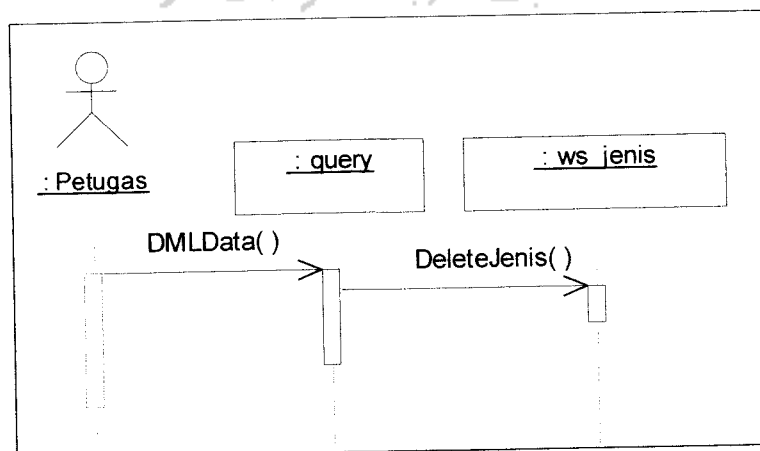 : Petugas
: query
: ws_jenis
DMLData( )
DeleteJenis( )